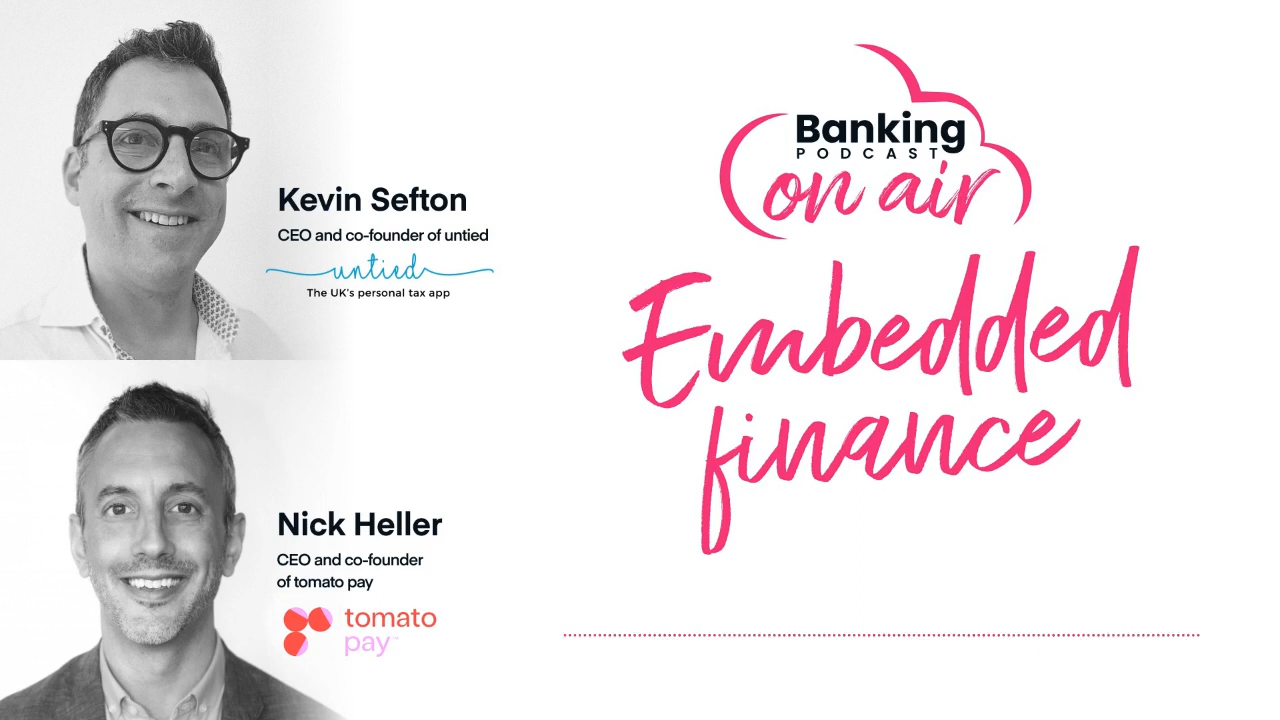 Kevin Sefton
CEO and co-founder of untied
untied
The UK's personal tax app
Nick Heller
CEO and co-founder
of tomato pay
tomato
pay™
Banking
PODCAST
on air
Embedded
finance